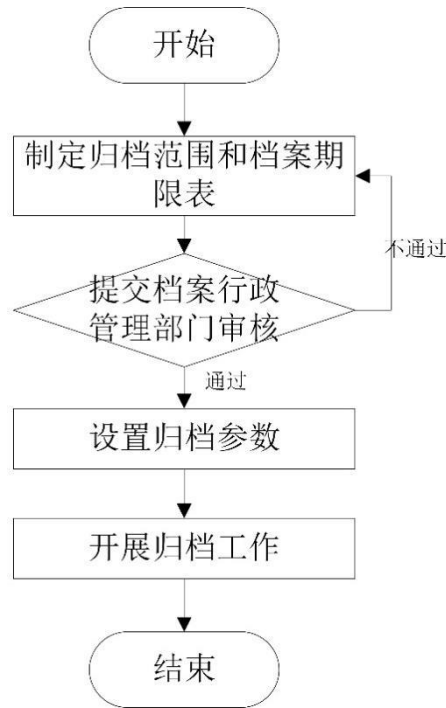 开始
制定归档范围和档案期
限表
不通过
提交档案行政
管理部门审核
通过
设置归档参数
开展归档工作
结束